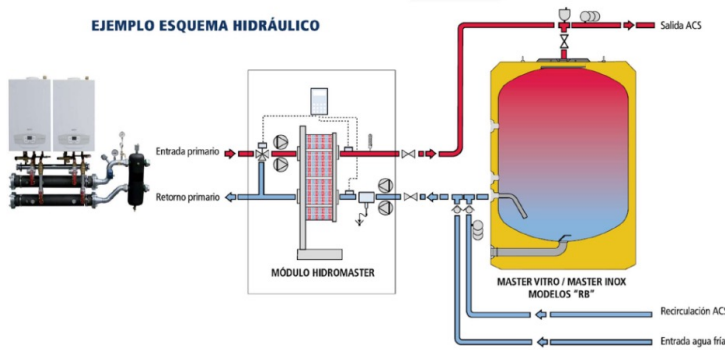 EJEMPLO ESQUEMA HIDRÁULICO
Salida ACS
Entrada primario
Retorno primario
MÓDULO HIDROMASTER
MASTER VITRO / MASTER INOX
MODELOS "RB"
Recirculación ACS
Entrada agua fría